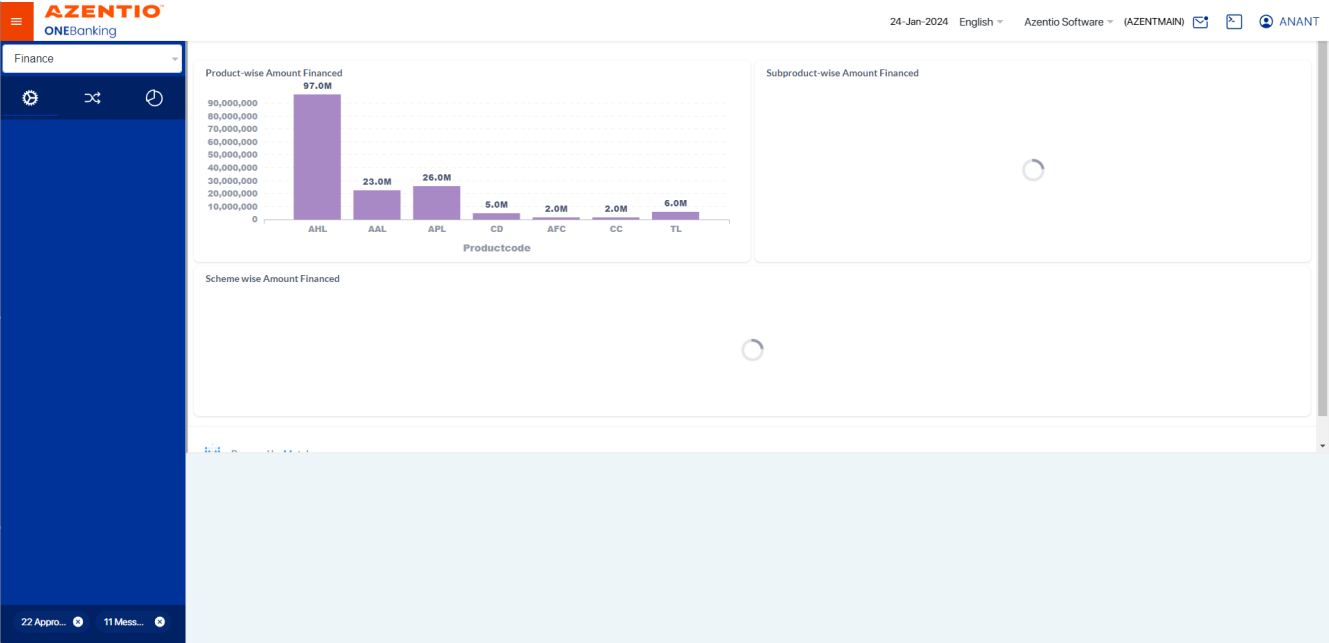 AZENTIO
ONEBanking
24-Jan-2024 English Azentio Software (AZENTMAIN) ANANT
Finance
Product-wise Amount Financed
97.0M
90,000,000
80,000,000
70,000,000
60,000,000
50,000,000
40,000,000
30,000,000
20,000,000
10,000,000
0
23.0M
26.0M
5.0M
2.0M
2.0M
6.0M
AHL AAL APL CD AFC CC TL
Productcode
Subproduct-wise Amount Financed
Scheme wise Amount Financed
22 Appro... 11 Mess...